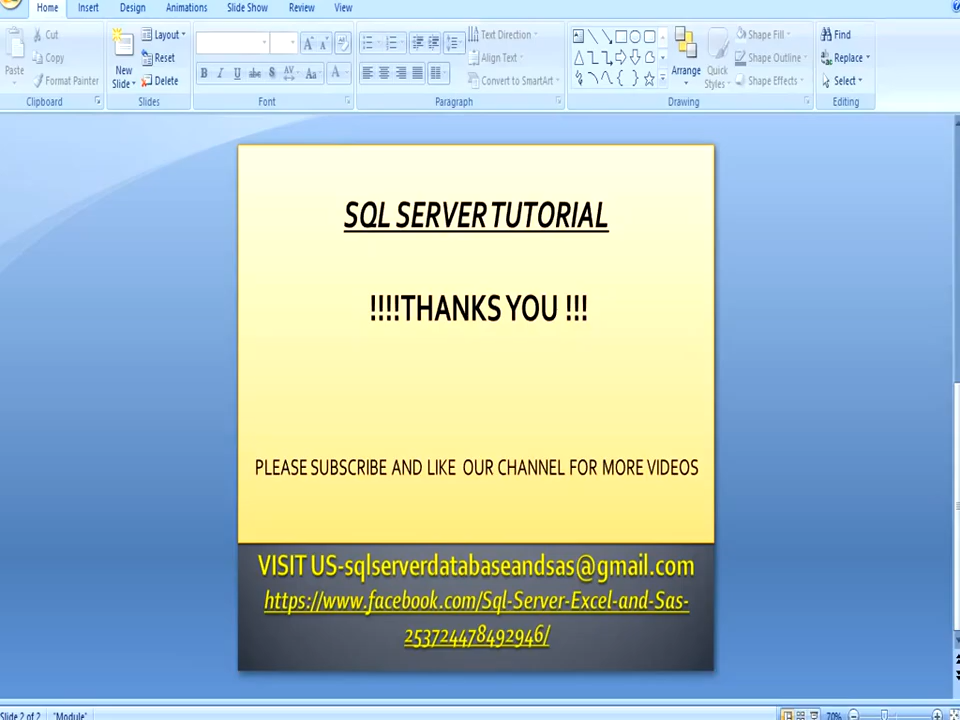 Home Insert Design Animations Slide Show Review View
Cut Layout Text Direction Shape Fill Find
Copy Reset Align Text Shape Outline Replace
Paste Format Painter New Slide Delete Convert to SmartArt Arrange Quick Styles Shape Effects Select
Clipboard Slides Font Paragraph Drawing Editing
SQL SERVER TUTORIAL
!!!!THANKS YOU !!!
PLEASE SUBSCRIBE AND LIKE OUR CHANNEL FOR MORE VIDEOS
VISIT US-sqlserverdatabaseandsas@gmail.com
https://www.facebook.com/Sql-Server-Excel-and-Sas-
253724478492946/
Slide 2 of 2 "Module" 70%